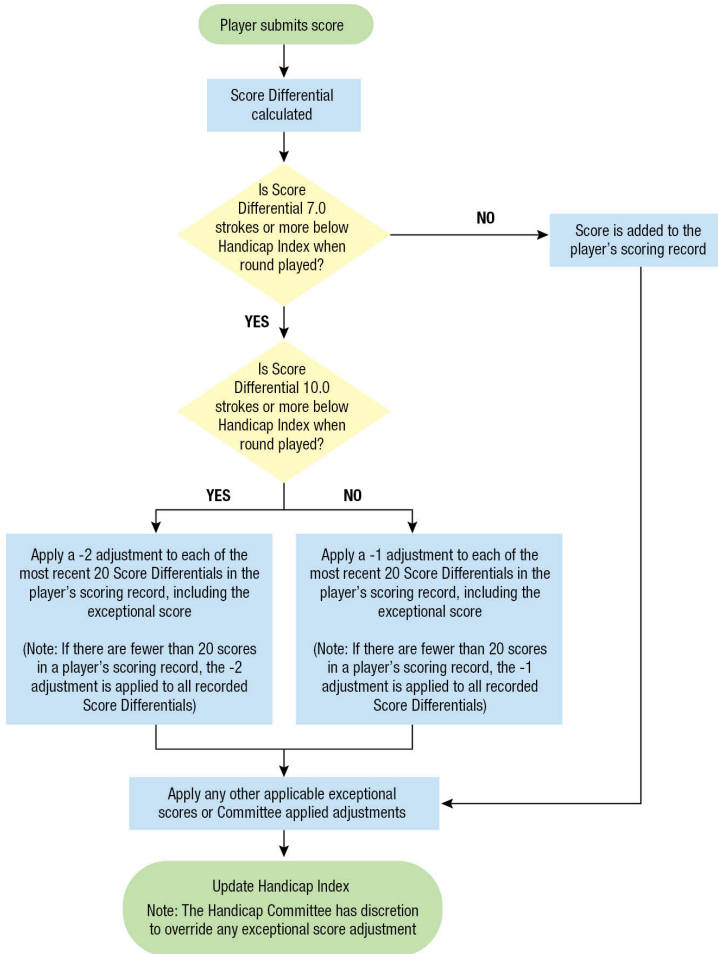 Player submits score
Score Differential
calculated
Is Score
Differential 7.0
strokes or more below
Handicap Index when
round played?
NO
Score is added to the
player's scoring record
YES
Is Score
Differential 10.0
strokes or more below
Handicap Index when
round played?
YES
NO
Apply a -2 adjustment to each of the
most recent 20 Score Differentials in the
player's scoring record, including the
exceptional score
(Note: If there are fewer than 20 scores
in a player's scoring record, the -2
adjustment is applied to all recorded
Score Differentials)
Apply a -1 adjustment to each of the
most recent 20 Score Differentials in the
player's scoring record, including the
exceptional score
(Note: If there are fewer than 20 scores
in a player's scoring record, the -1
adjustment is applied to all recorded
Score Differentials)
Apply any other applicable exceptional
scores or Committee applied adjustments
Update Handicap Index
Note: The Handicap Committee has discretion
to override any exceptional score adjustment